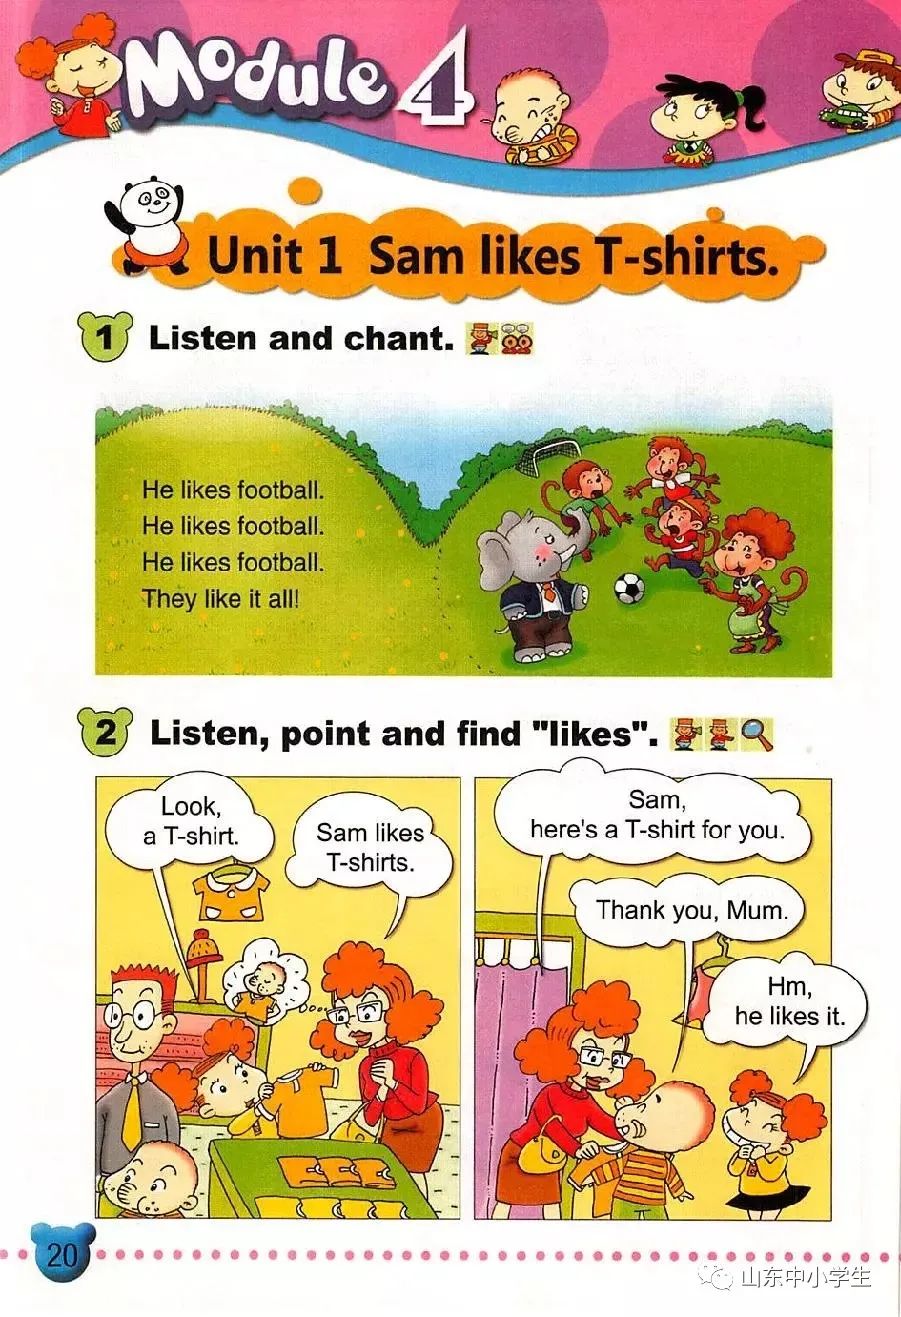 Module 4
Unit 1 Sam likes T-shirts.
1 Listen and chant.
He likes football.
He likes football.
He likes football.
They like it all!
2 Listen, point and find "likes".
Look,
a T-shirt.
Sam likes
T-shirts.
Sam,
here's a T-shirt for you.
Thank you, Mum.
Hm,
he likes it.
20
山东中小学生